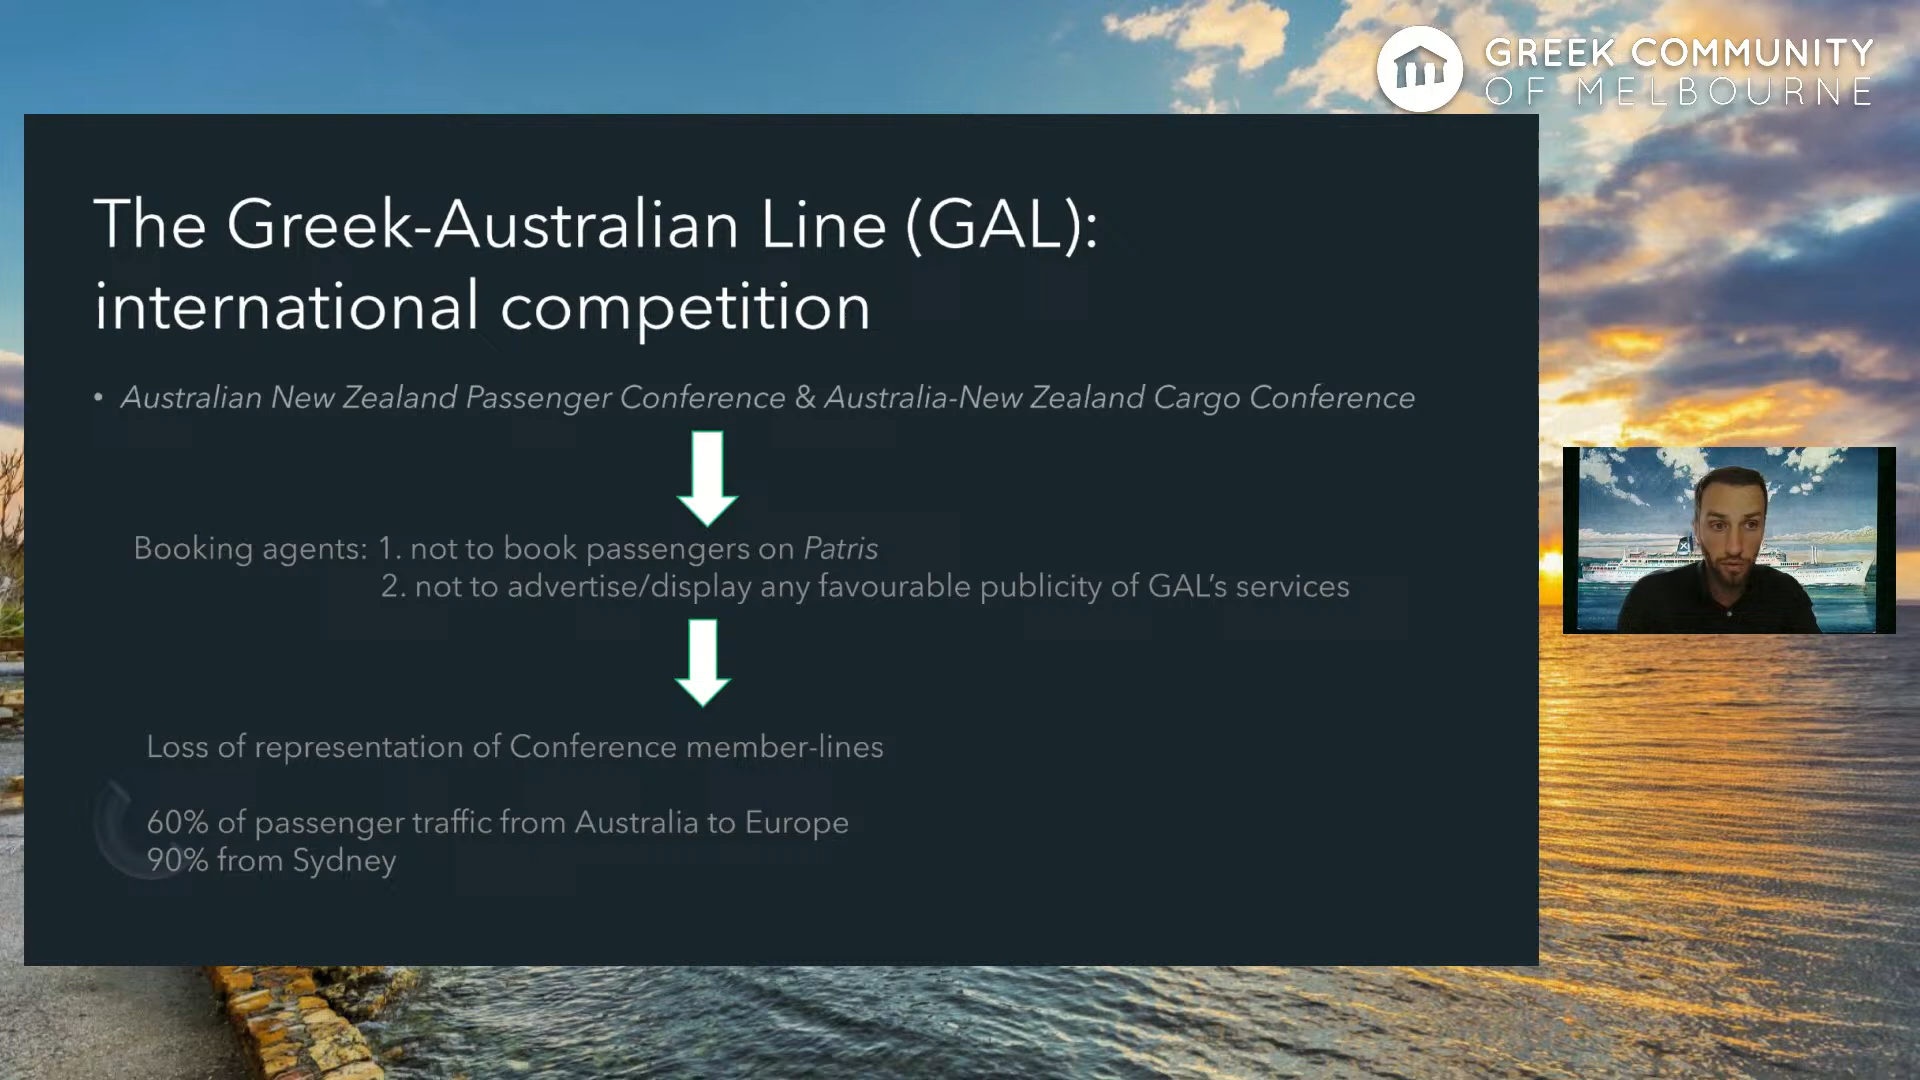 GREEK COMMUNITY
OF MELBOURNE
The Greek-Australian Line (GAL):
international competition
• Australian New Zealand Passenger Conference & Australia-New Zealand Cargo Conference
Booking agents: 1. not to book passengers on Patris
2. not to advertise/display any favourable publicity of GAL’s services
Loss of representation of Conference member-lines
60% of passenger traffic from Australia to Europe
90% from Sydney